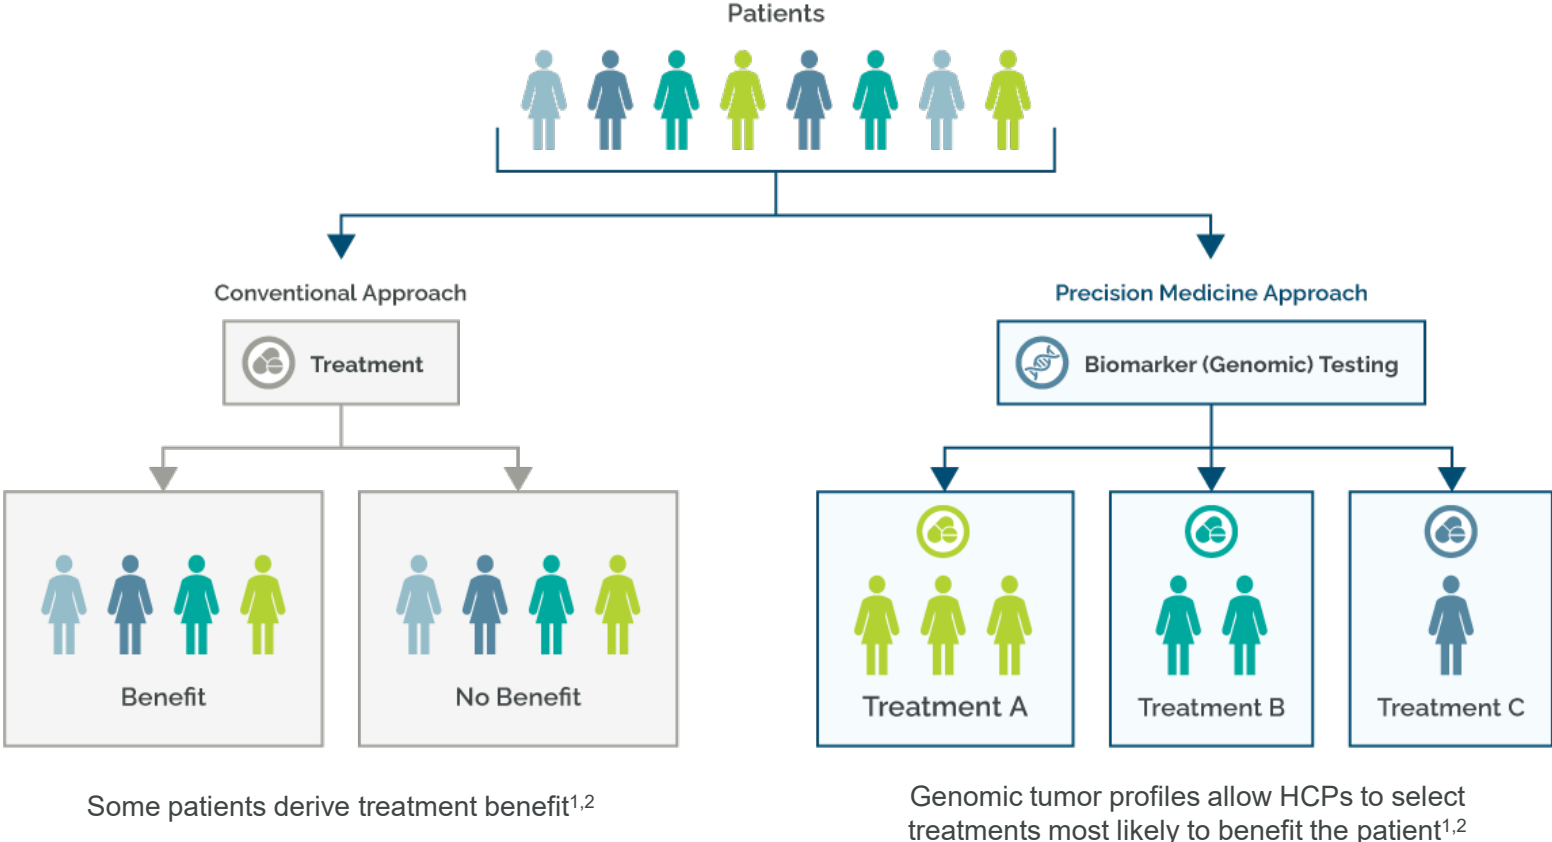 Patients
Conventional Approach
Precision Medicine Approach
Treatment
Biomarker (Genomic) Testing
Benefit
No Benefit
Treatment A
Treatment B
Treatment C
Some patients derive treatment benefit1,2
Genomic tumor profiles allow HCPs to select
treatments most likely to benefit the patient1,2